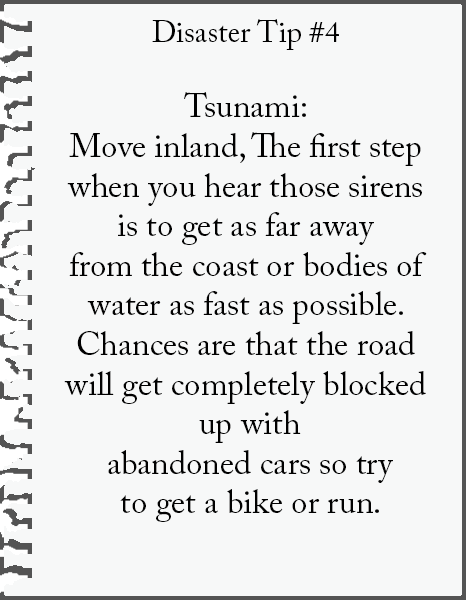 Disaster Tip #4
Tsunami:
Move inland, The first step
when you hear those sirens
is to get as far away
from the coast or bodies of
water as fast as possible.
Chances are that the road
will get completely blocked
up with
abandoned cars so try
to get a bike or run.